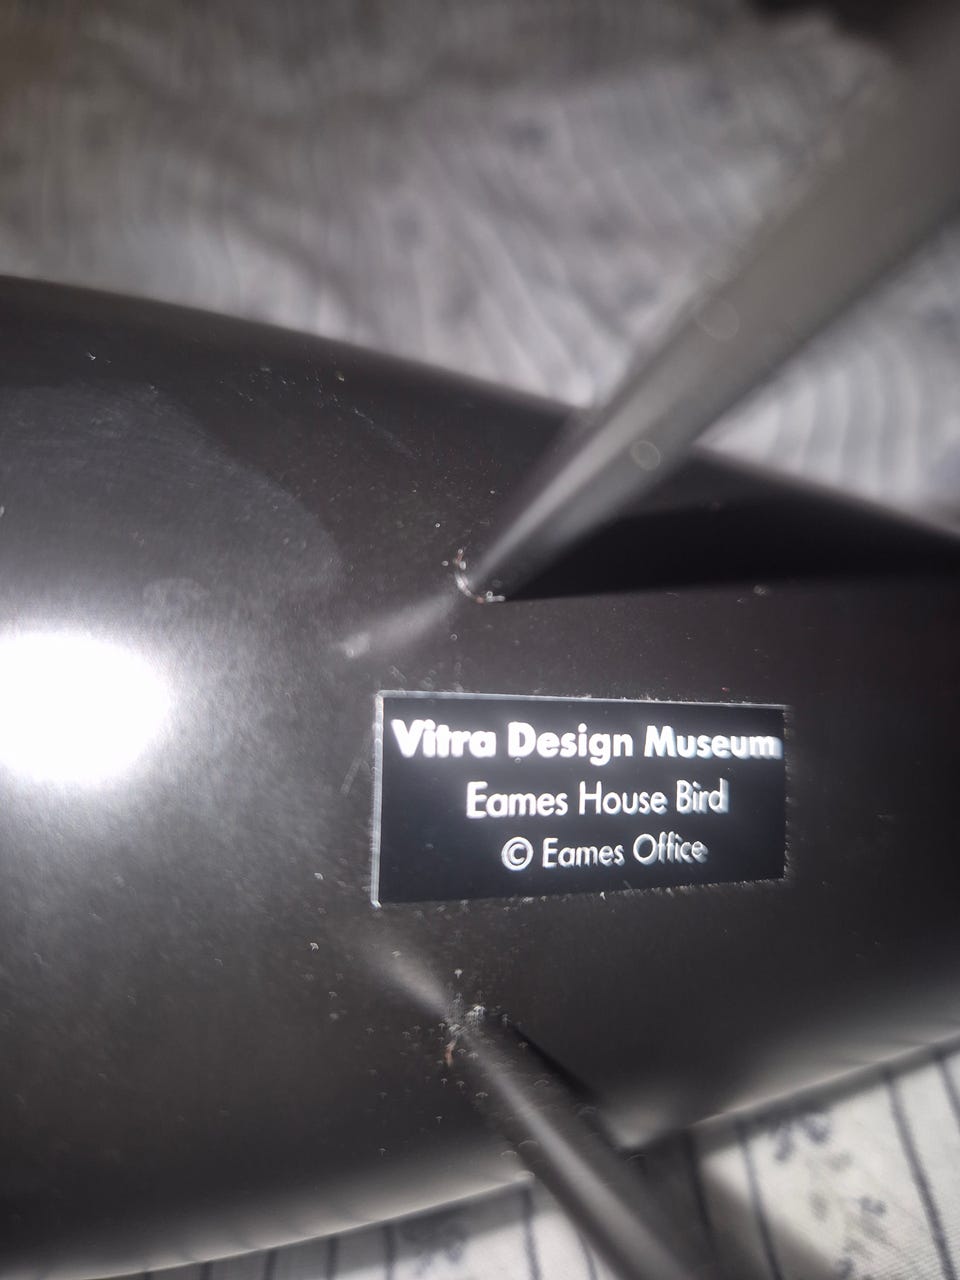 Vitra Design Museum
Eames House Bird
© Eames Office